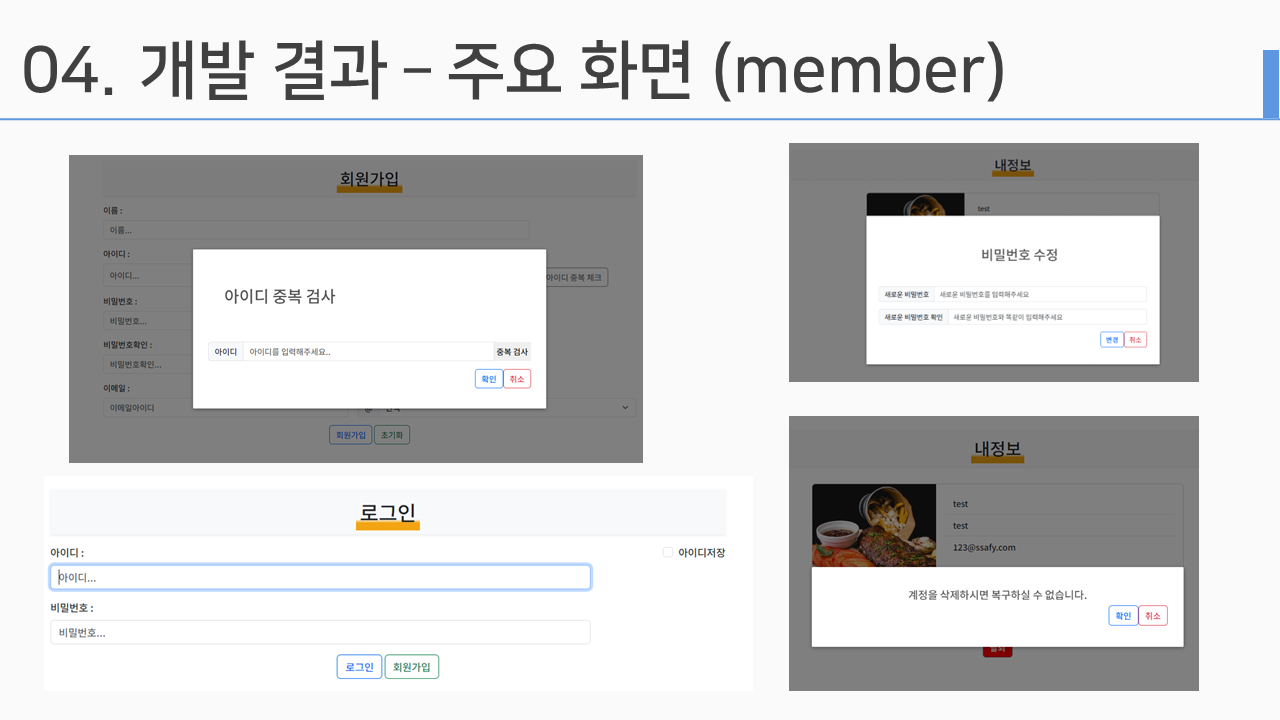 04. 개발 결과 – 주요 화면 (member)
회원가입
이름 :
이름...
아이디 :
아이디...
아이디 중복 체크
비밀번호 :
비밀번호...
비밀번호확인 :
비밀번호확인...
이메일 :
이메일아이디
@
회원가입 초기화
아이디 중복 검사
아이디 아이디를 입력해주세요.. 중복 검사
확인 취소
로그인
아이디 :
아이디저장
아이디...
비밀번호 :
비밀번호...
로그인 회원가입
내정보
test
비밀번호 수정
새로운 비밀번호 새로운 비밀번호를 입력해주세요
새로운 비밀번호 확인 새로운 비밀번호와 똑같이 입력해주세요
변경 취소
내정보
test
test
123@ssafy.com
계정을 삭제하시면 복구하실 수 없습니다.
확인 취소